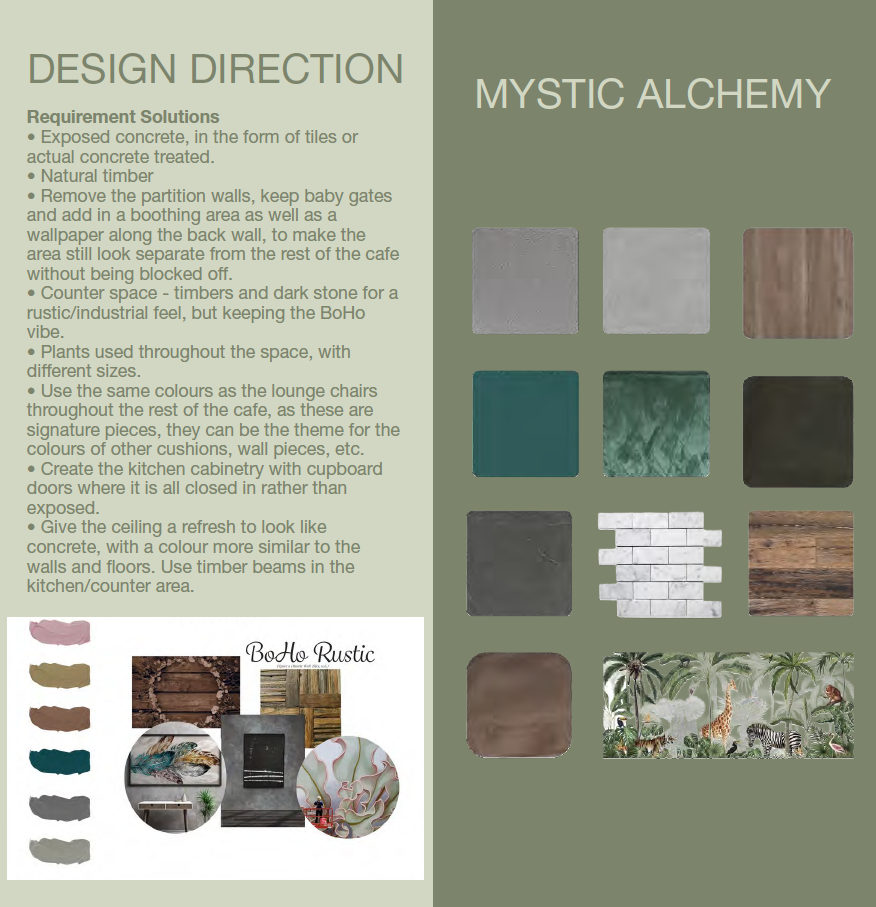 DESIGN DIRECTION
Requirement Solutions
• Exposed concrete, in the form of tiles or
actual concrete treated.
• Natural timber
• Remove the partition walls, keep baby gates
and add in a boothing area as well as a
wallpaper along the back wall, to make the
area still look separate from the rest of the cafe
without being blocked off.
• Counter space - timbers and dark stone for a
rustic/industrial feel, but keeping the BoHo
vibe.
• Plants used throughout the space, with
different sizes.
• Use the same colours as the lounge chairs
throughout the rest of the cafe, as these are
signature pieces, they can be the theme for the
colours of other cushions, wall pieces, etc.
• Create the kitchen cabinetry with cupboard
doors where it is all closed in rather than
exposed.
• Give the ceiling a refresh to look like
concrete, with a colour more similar to the
walls and floors. Use timber beams in the
kitchen/counter area.
BoHo Rustic
MYSTIC ALCHEMY